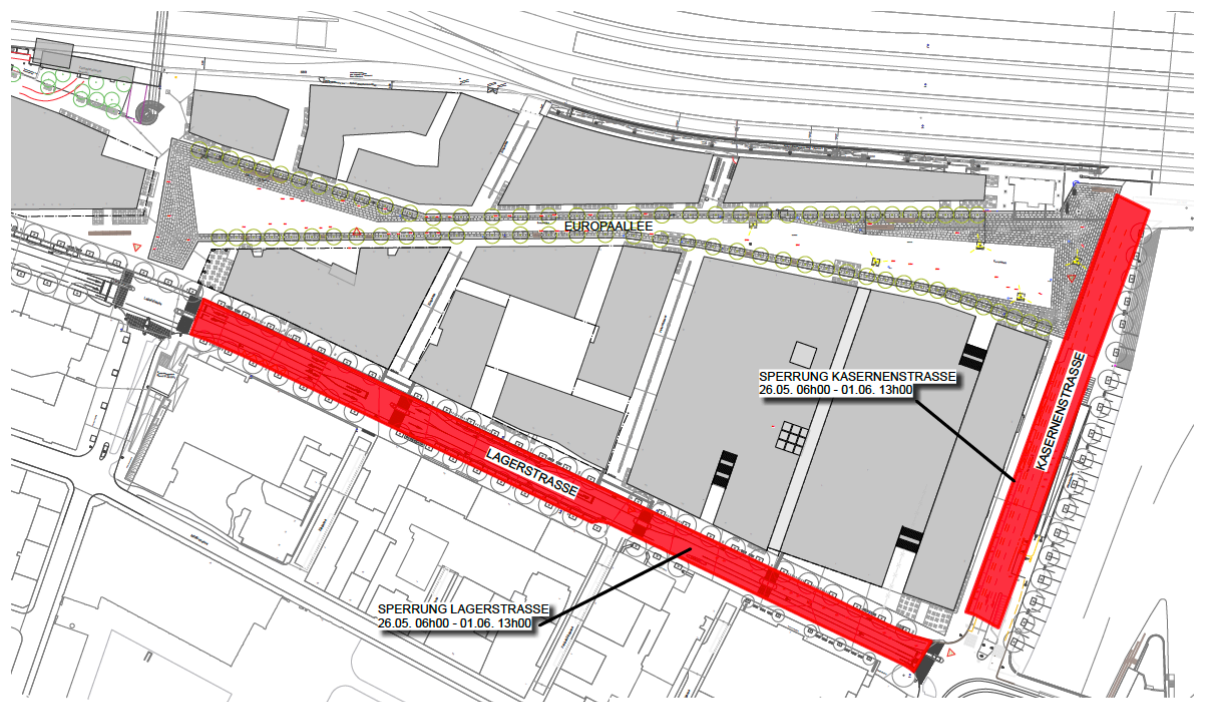 EUROPAALLEE
SPERRUNG KASERNENSTRASSE
26.05. 06h00 - 01.06. 13h00
KASERNENSTRASSE
LAGERSTRASSE
SPERRUNG LAGERSTRASSE
26.05. 06h00 - 01.06. 13h00